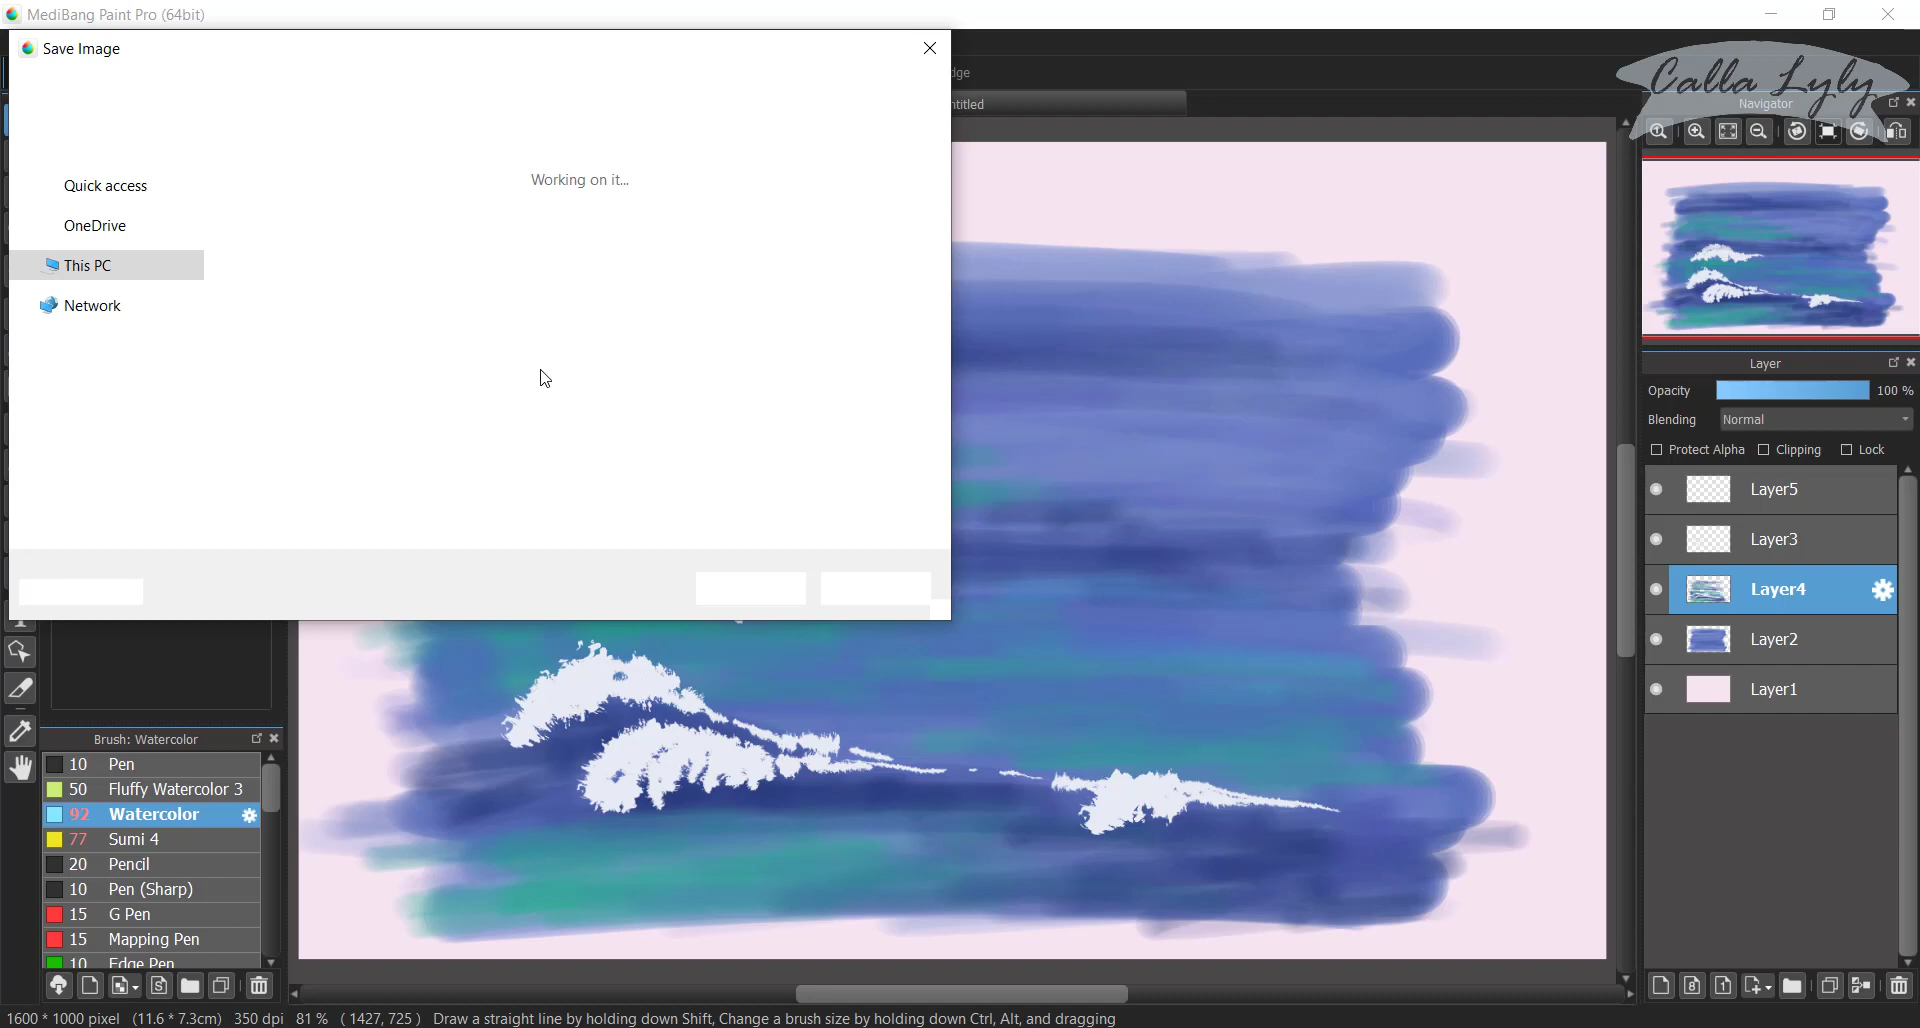 MediBang Paint Pro (64bit)
Save Image
dge
ntitled
Calla Lyly
Navigator
Quick access
Working on it...
OneDrive
This PC
Network
Layer
Opacity
100 %
Blending
Normal
Protect Alpha
Clipping
Lock
Layer5
Layer3
Layer4
Layer2
Layer1
Brush: Watercolor
10 Pen
50 Fluffy Watercolor 3
92 Watercolor
77 Sumi 4
20 Pencil
10 Pen (Sharp)
15 G Pen
15 Mapping Pen
10 Edge Pen
1600 * 1000 pixel (11.6 * 7.3cm) 350 dpi 81 % ( 1427, 725 ) Draw a straight line by holding down Shift, Change a brush size by holding down Ctrl, Alt, and dragging